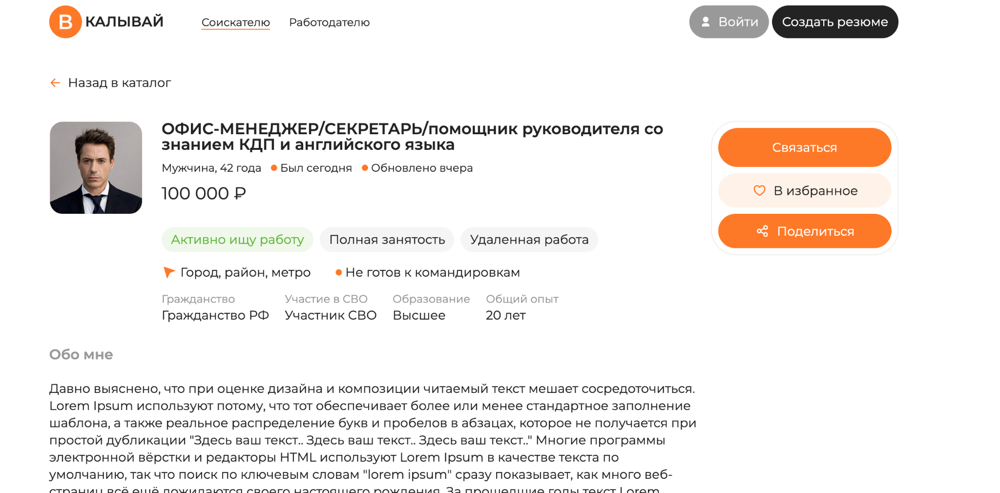 В КАЛЫВАЙ
Соискателю
Работодателю
Войти
Создать резюме
Назад в каталог
ОФИС-МЕНЕДЖЕР/СЕКРЕТАРЬ/помощник руководителя со
знанием КДП и английского языка
Мужчина, 42 года
Был сегодня
Обновлено вчера
100 000 ₽
Связаться
В избранное
Поделиться
Активно ищу работу
Полная занятость
Удаленная работа
Город, район, метро
Не готов к командировкам
Гражданство
Участие в СВО
Образование
Общий опыт
Гражданство РФ
Участник СВО
Высшее
20 лет
Обо мне
Давно выяснено, что при оценке дизайна и композиции читаемый текст мешает сосредоточиться.
Lorem Ipsum используют потому, что тот обеспечивает более или менее стандартное заполнение
шаблона, а также реальное распределение букв и пробелов в абзацах, которое не получается при
простой дубликации "Здесь ваш текст.. Здесь ваш текст.. Здесь ваш текст.." Многие программы
электронной вёрстки и редакторы HTML используют Lorem Ipsum в качестве текста по
умолчанию, так что поиск по ключевым словам "lorem ipsum" сразу показывает, как много веб-
страниц всё ещё дожидаются своего настоящего рождения. За прошедшие годы текст Lorem